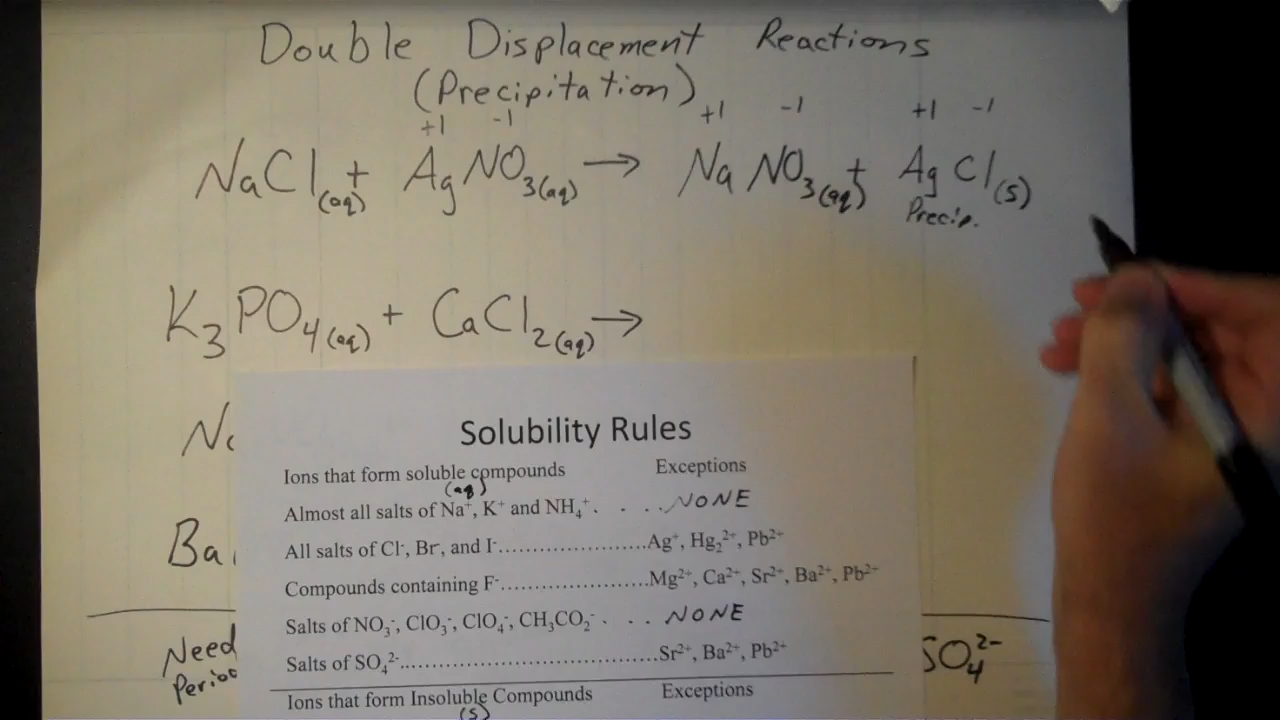 Double Displacement Reactions
(Precipitation)
+1 -1 +1 -1 +1 -1
NaCl(aq) + AgNO3(aq) → NaNO3(aq) + AgCl(s)
Precip.
K3PO4(aq) + CaCl2(aq) →
Solubility Rules
Ions that form soluble compounds Exceptions
(aq)
Almost all salts of Na⁺, K⁺ and NH₄⁺. . . . NONE
All salts of Cl⁻, Br⁻, and I⁻......................Ag⁺, Hg₂²⁺, Pb²⁺
Compounds containing F⁻......................Mg²⁺, Ca²⁺, Sr²⁺, Ba²⁺, Pb²⁺
Salts of NO₃⁻, ClO₃⁻, ClO₄⁻, CH₃CO₂⁻ . . . NONE
Salts of SO₄²⁻......................................Sr²⁺, Ba²⁺, Pb²⁺
Ba
Need
SO₄²⁻
Ions that form Insoluble Compounds Exceptions
(s)